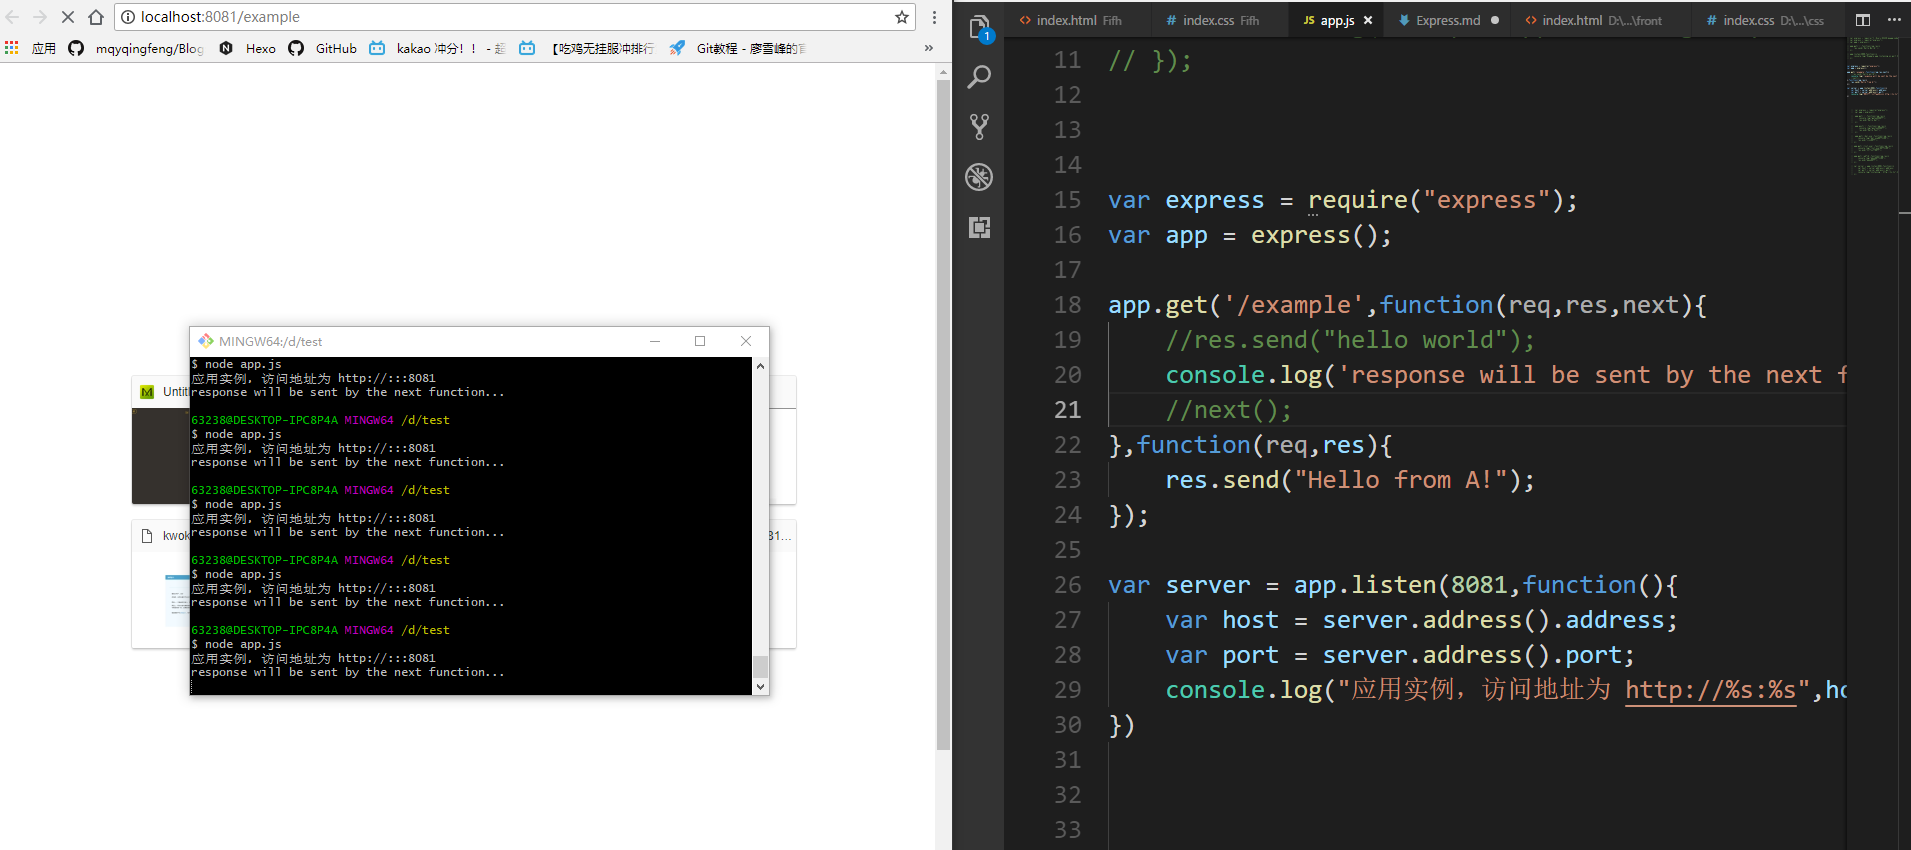 localhost:8081/example
应用 mqyqingfeng/Blog Hexo GitHub kakao 冲分！！ - 超 【吃鸡无挂服冲排行 Git教程 - 廖雪峰的官
Untit
kwok
31...
MINGW64:/d/test
$ node app.js
应用实例，访问地址为 http://:::8081
response will be sent by the next function...
63238@DESKTOP-IPC8P4A MINGW64 /d/test
$ node app.js
应用实例，访问地址为 http://:::8081
response will be sent by the next function...
63238@DESKTOP-IPC8P4A MINGW64 /d/test
$ node app.js
应用实例，访问地址为 http://:::8081
response will be sent by the next function...
63238@DESKTOP-IPC8P4A MINGW64 /d/test
$ node app.js
应用实例，访问地址为 http://:::8081
response will be sent by the next function...
63238@DESKTOP-IPC8P4A MINGW64 /d/test
$ node app.js
应用实例，访问地址为 http://:::8081
response will be sent by the next function...
1
<> index.html Fifh # index.css Fifh JS app.js Express.md <> index.html D:\...\front # index.css D:\...\css ...
11 // });
12
13
14
15 var express = require("express");
16 var app = express();
17
18 app.get('/example',function(req,res,next){
19 //res.send("hello world");
20 console.log('response will be sent by the next f
21 //next();
22 },function(req,res){
23 res.send("Hello from A!");
24 });
25
26 var server = app.listen(8081,function(){
27 var host = server.address().address;
28 var port = server.address().port;
29 console.log("应用实例，访问地址为 http://%s:%s",ho
30 })
31
32
33